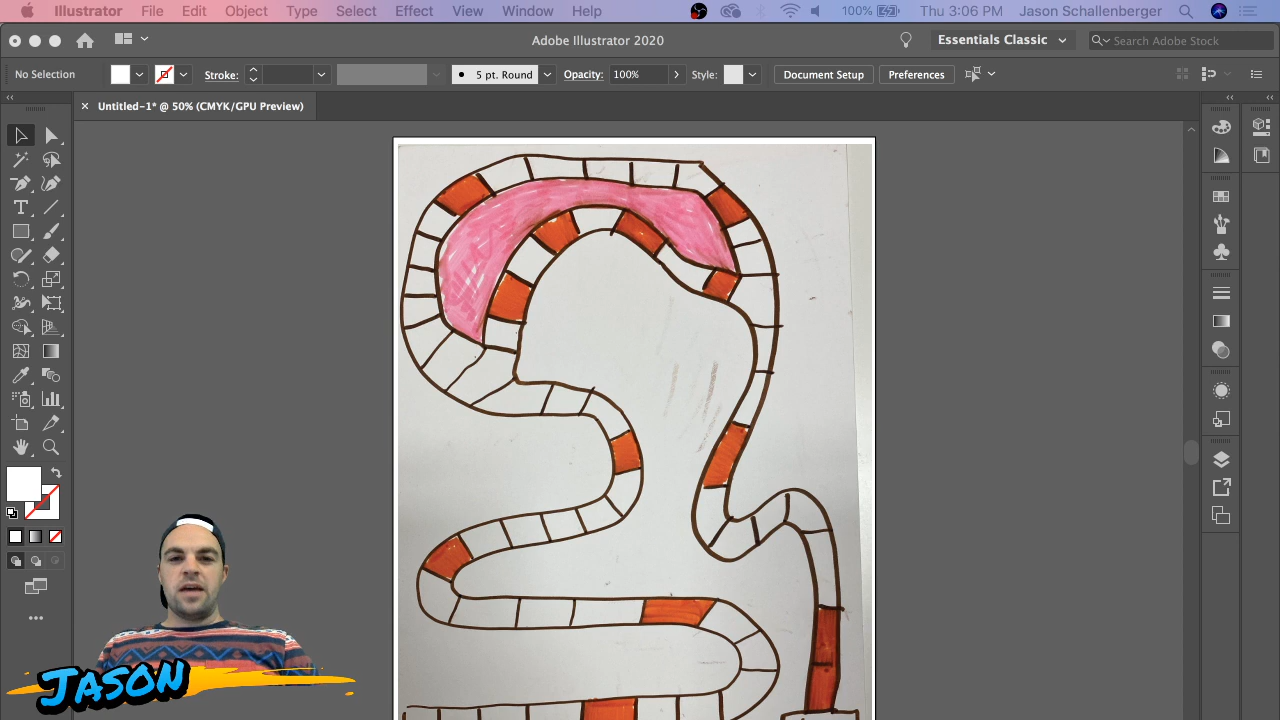 Illustrator File Edit Object Type Select Effect View Window Help 100% Thu 3:06 PM Jason Schallenberger
Adobe Illustrator 2020 Essentials Classic Search Adobe Stock
No Selection Stroke: 5 pt. Round Opacity: 100% Style: Document Setup Preferences
Untitled-1* @ 50% (CMYK/GPU Preview)
JASON